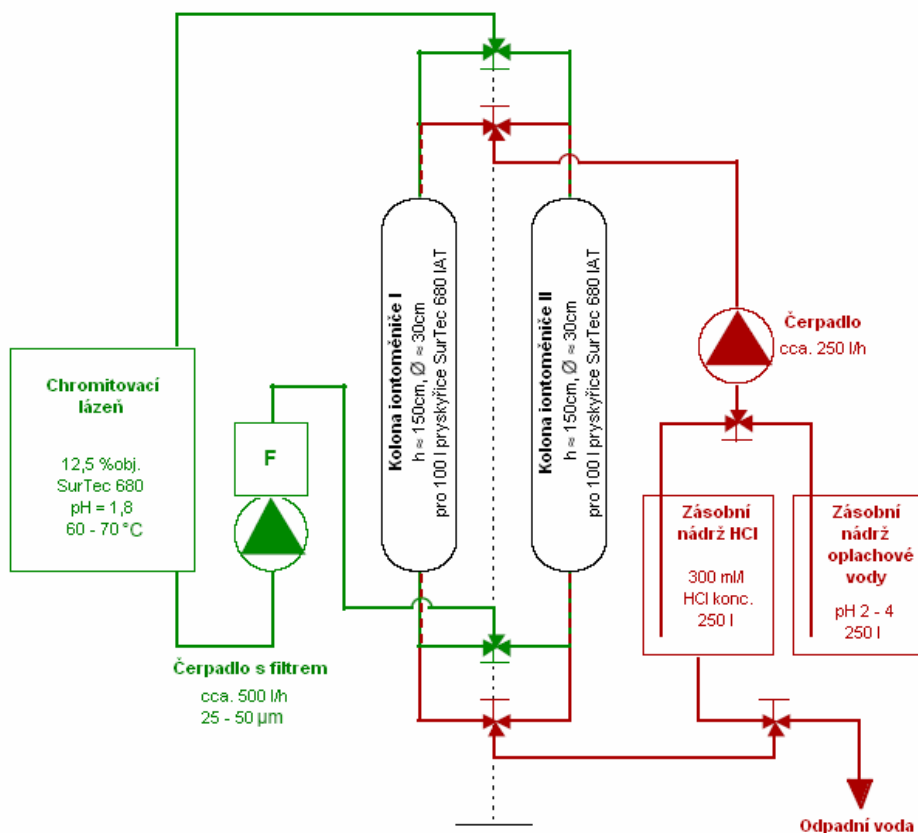 Chromitovací
lázeň
12,5 %obj.
SurTec 680
pH = 1,8
60 - 70 °C
F
Čerpadlo s filtrem
cca. 500 l/h
25 - 50 µm
Kolona iontoměniče I
h ≈ 150cm, Ø ≈ 30cm
pro 100 l pryskyřice SurTec 680 IAT
Kolona iontoměniče II
h ≈ 150cm, Ø ≈ 30cm
pro 100 l pryskyřice SurTec 680 IAT
Čerpadlo
cca. 250 l/h
Zásobní
nádrž HCl
300 ml/l
HCl konc.
250 l
Zásobní
nádrž
oplachové
vody
pH 2 - 4
250 l
Odpadní voda